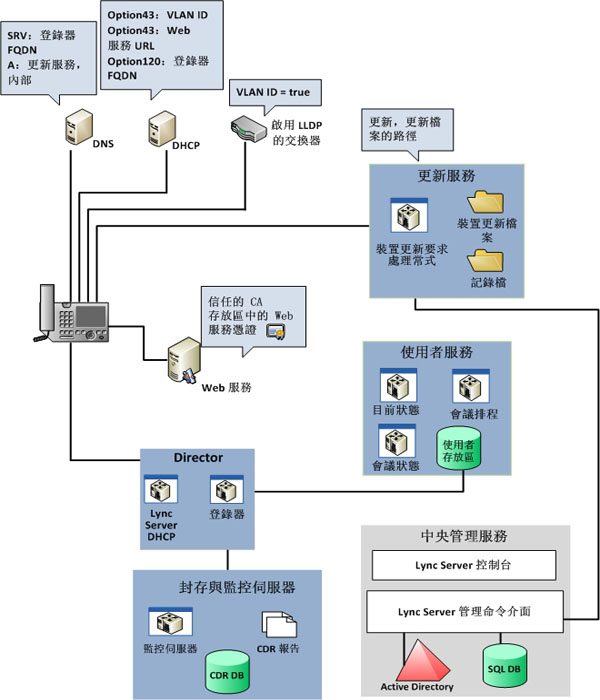 SRV：登錄器
FQDN
A：更新服務，
內部
Option43：VLAN ID
Option43：Web
服務 URL
Option120：登錄器
FQDN
VLAN ID = true
DNS
DHCP
啟用 LLDP
的交換器
更新，更新檔
案的路徑
更新服務
裝置更新要求
處理常式
裝置更新檔
案
記錄檔
信任的 CA
存放區中的 Web
服務憑證
Web 服務
使用者服務
目前狀態
會議排程
會議狀態
使用者
存放區
Director
Lync
Server
DHCP
登錄器
中央管理服務
Lync Server 控制台
Lync Server 管理命令介面
Active Directory
SQL DB
封存與監控伺服器
監控伺服器
CDR 報告
CDR DB